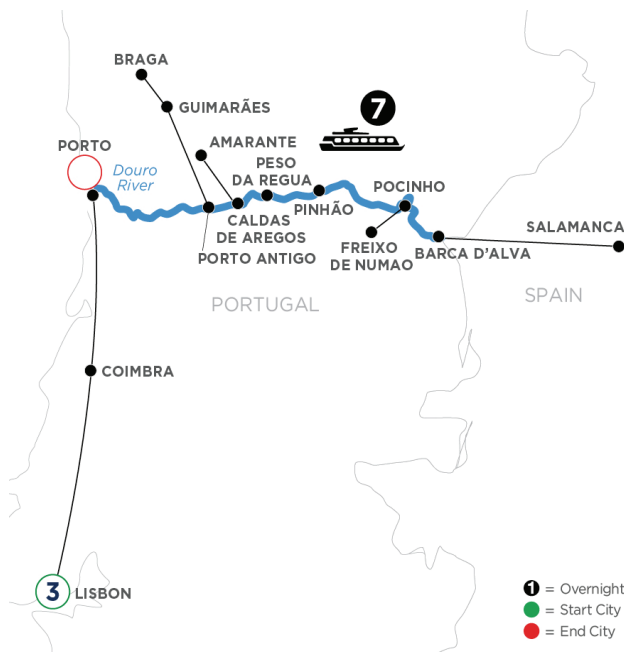 7
BRAGA
GUIMARÃES
AMARANTE
PORTO
Douro
River
PESO
DA REGUA
POCINHO
PINHÃO
CALDAS
DE AREGOS
PORTO ANTIGO
FREIXO
DE NUMAO
BARCA D'ALVA
SALAMANCA
PORTUGAL
SPAIN
COIMBRA
3
LISBON
1 = Overnight
= Start City
= End City